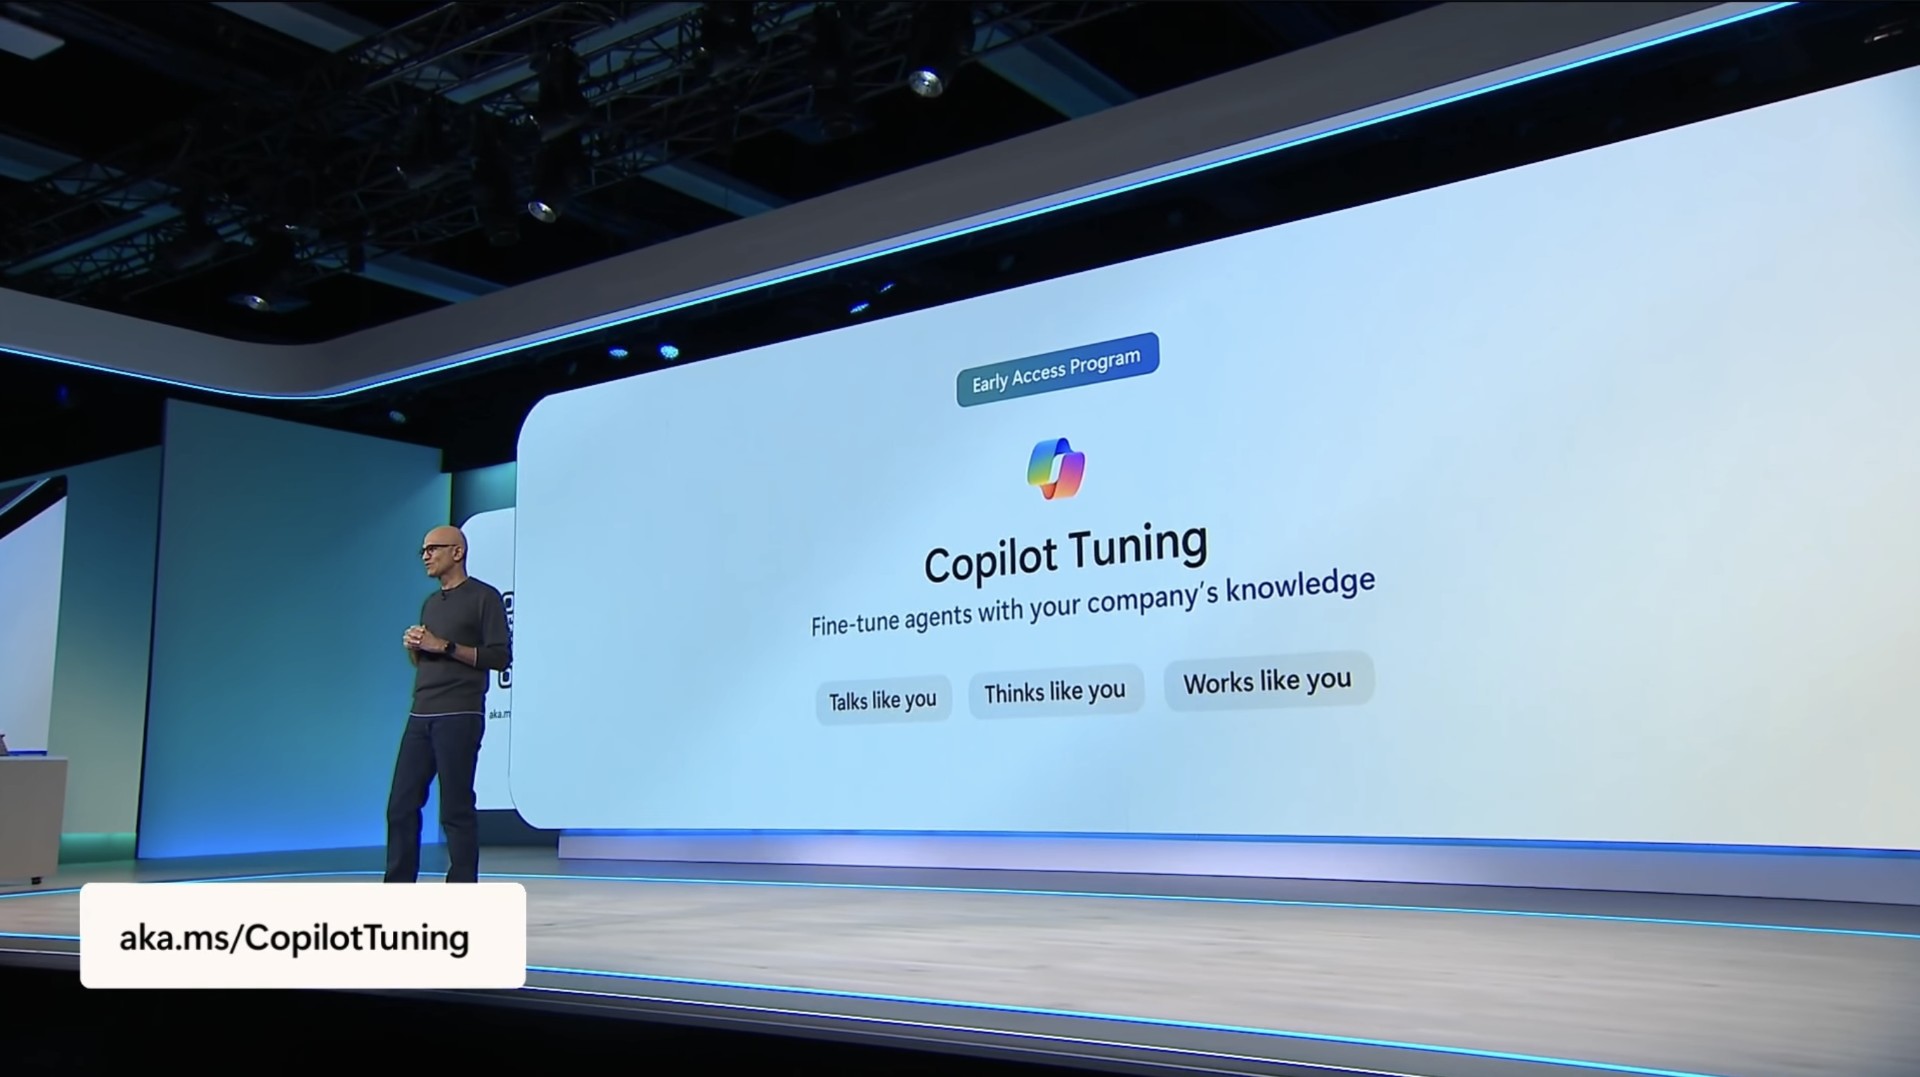 Early Access Program
Copilot Tuning
Fine-tune agents with your company's knowledge
Talks like you
Thinks like you
Works like you
aka.m
aka.ms/CopilotTuning